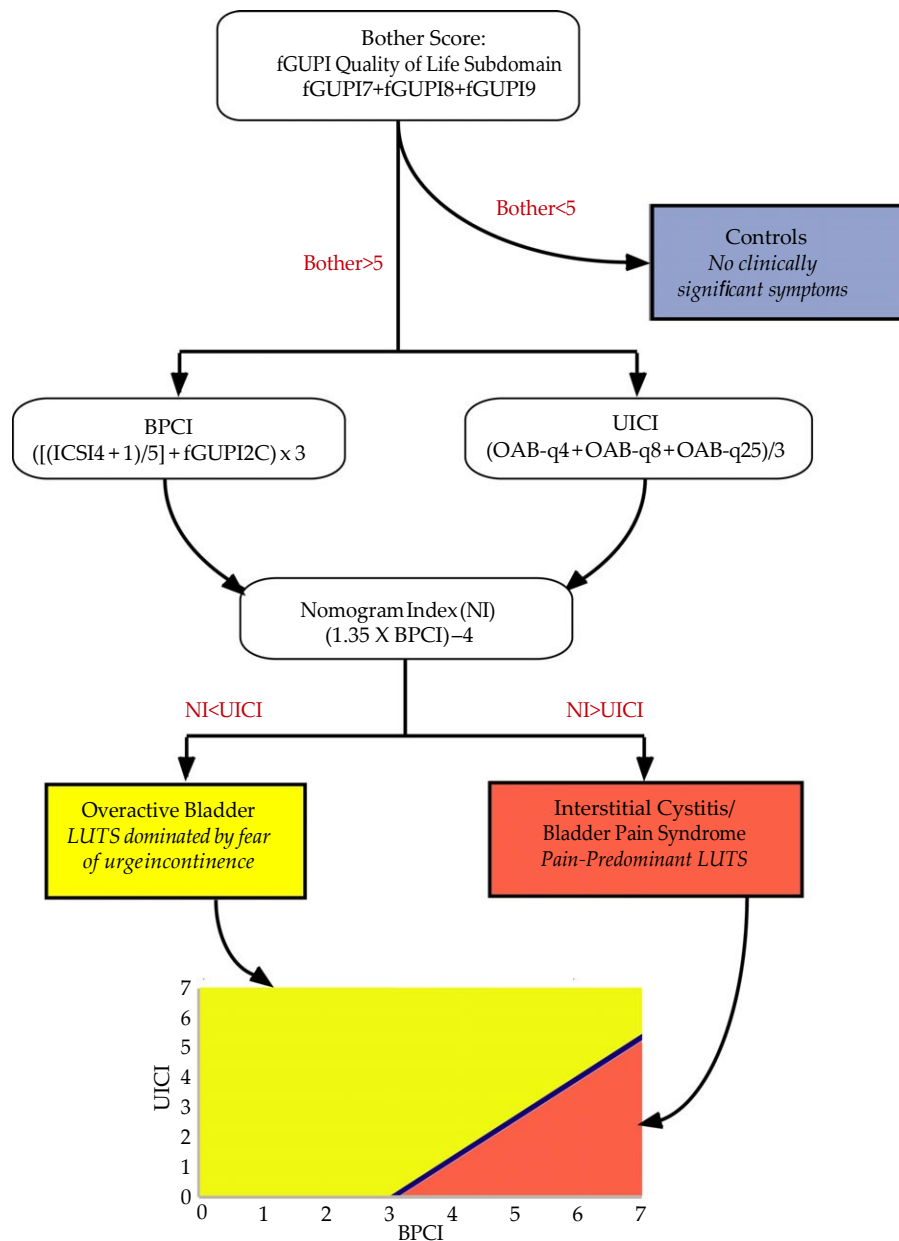 Bother Score:
fGUPI Quality of Life Subdomain
fGUPI7+fGUPI8+fGUPI9
Bother<5
Bother>5
Controls
No clinically
significant symptoms
BPCI
([(ICSI4 + 1)/5] + fGUPI2C) x 3
UICI
(OAB-q4+OAB-q8+OAB-q25)/3
Nomogram Index (NI)
(1.35 X BPCI)–4
NI<UICI
NI>UICI
Overactive Bladder
LUTS dominated by fear
of urge incontinence
Interstitial Cystitis/
Bladder Pain Syndrome
Pain-Predominant LUTS
7
6
5
4
3
2
1
0
UICI
0 1 2 3 4 5 6 7
BPCI